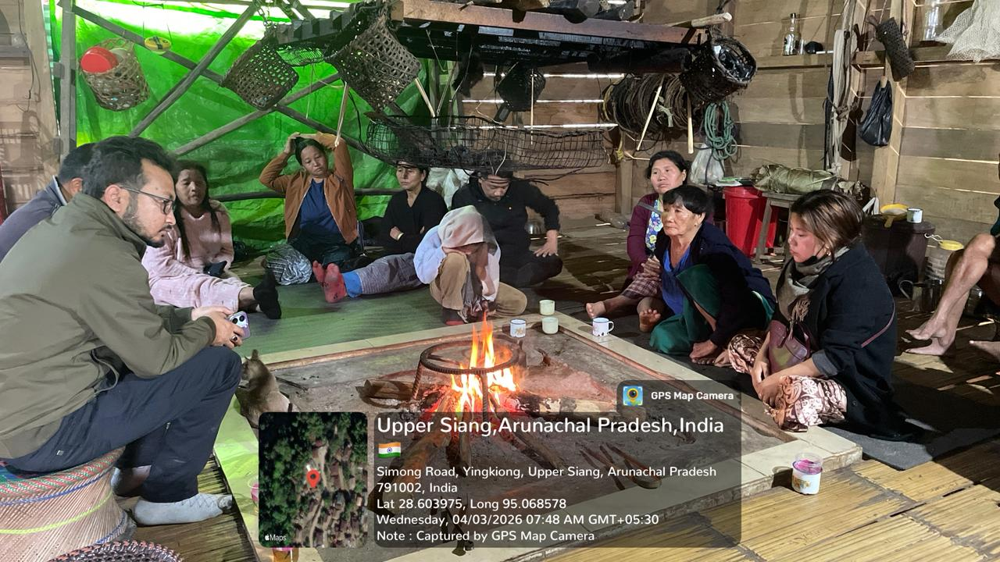 GPS Map Camera
Upper Siang,Arunachal Pradesh,India
Simong Road, Yingkiong, Upper Siang, Arunachal Pradesh
791002, India
Lat 28.603975, Long 95.068578
Wednesday, 04/03/2026 07:48 AM GMT+05:30
Note : Captured by GPS Map Camera
Maps